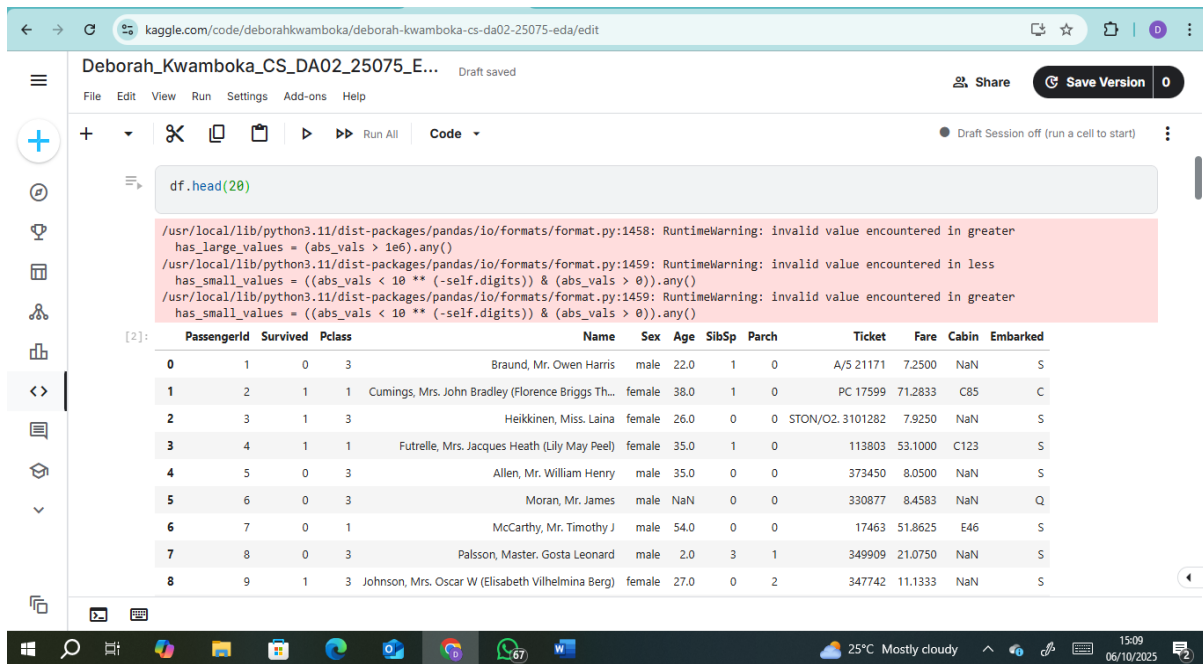 kaggle.com/code/deborahkwamboka/deborah-kwamboka-cs-da02-25075-eda/edit
D
Deborah_Kwamboka_CS_DA02_25075_E... Draft saved
File Edit View Run Settings Add-ons Help
Share
Save Version 0
Run All Code
Draft Session off (run a cell to start)
df.head(20)
/usr/local/lib/python3.11/dist-packages/pandas/io/formats/format.py:1458: RuntimeWarning: invalid value encountered in greater
has_large_values = (abs_vals > 1e6).any()
/usr/local/lib/python3.11/dist-packages/pandas/io/formats/format.py:1459: RuntimeWarning: invalid value encountered in less
has_small_values = ((abs_vals < 10 ** (-self.digits)) & (abs_vals > 0)).any()
/usr/local/lib/python3.11/dist-packages/pandas/io/formats/format.py:1459: RuntimeWarning: invalid value encountered in greater
has_small_values = ((abs_vals < 10 ** (-self.digits)) & (abs_vals > 0)).any()
[2]: PassengerId Survived Pclass Name Sex Age SibSp Parch Ticket Fare Cabin Embarked
0 1 0 3 Braund, Mr. Owen Harris male 22.0 1 0 A/5 21171 7.2500 NaN S
1 2 1 1 Cumings, Mrs. John Bradley (Florence Briggs Th... female 38.0 1 0 PC 17599 71.2833 C85 C
2 3 1 3 Heikkinen, Miss. Laina female 26.0 0 0 STON/O2. 3101282 7.9250 NaN S
3 4 1 1 Futrelle, Mrs. Jacques Heath (Lily May Peel) female 35.0 1 0 113803 53.1000 C123 S
4 5 0 3 Allen, Mr. William Henry male 35.0 0 0 373450 8.0500 NaN S
5 6 0 3 Moran, Mr. James male NaN 0 0 330877 8.4583 NaN Q
6 7 0 1 McCarthy, Mr. Timothy J male 54.0 0 0 17463 51.8625 E46 S
7 8 0 3 Palsson, Master. Gosta Leonard male 2.0 3 1 349909 21.0750 NaN S
8 9 1 3 Johnson, Mrs. Oscar W (Elisabeth Vilhelmina Berg) female 27.0 0 2 347742 11.1333 NaN S
67
W
25°C Mostly cloudy
15:09
06/10/2025
2